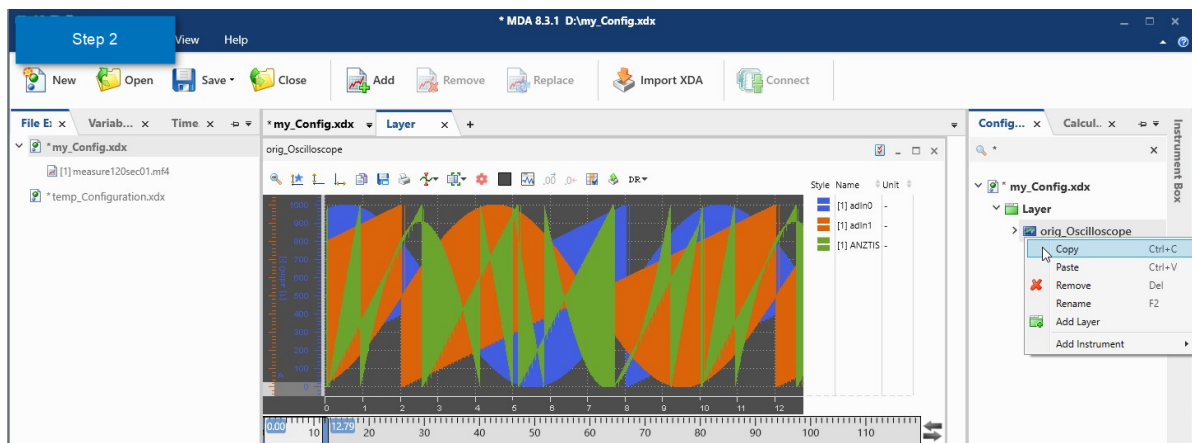 * MDA 8.3.1 D:\my_Config.xdx
Step 2
View Help
New Open Save Close Add Remove Replace Import XDA Connect
File E: Variab... Time
*my_Config.xdx Layer +
Config... Calcul..
Instrument Box
* my_Config.xdx
[1] measure120sec01.mf4
* temp_Configuration.xdx
orig_Oscilloscope
DR
Style Name Unit
[1] adIn0 -
[1] adIn1 -
[1] ANZTIS -
1000
900
800
700
600
500
400
300
200
100
0
[1] adIn0 [-]
0 1 2 3 4 5 6 7 8 9 10 11 12
0.00 10 12.79 20 30 40 50 60 70 80 90 100 110
*
* my_Config.xdx
Layer
orig_Oscilloscope
Copy Ctrl+C
Paste Ctrl+V
Remove Del
Rename F2
Add Layer
Add Instrument